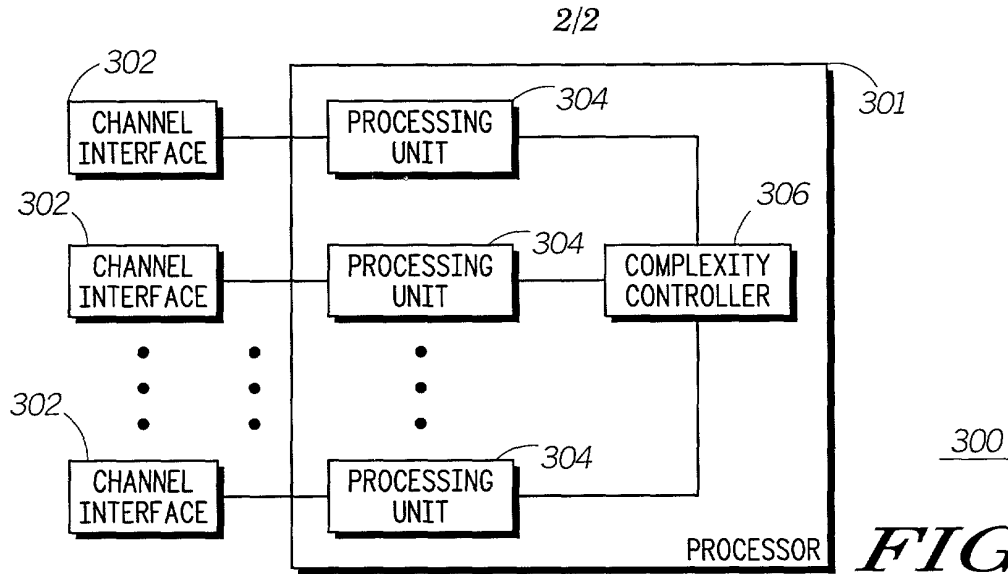 2/2
302
304
301
CHANNEL
INTERFACE
PROCESSING
UNIT
302
304
306
CHANNEL
INTERFACE
PROCESSING
UNIT
COMPLEXITY
CONTROLLER
302
304
300
CHANNEL
INTERFACE
PROCESSING
UNIT
PROCESSOR
FIG